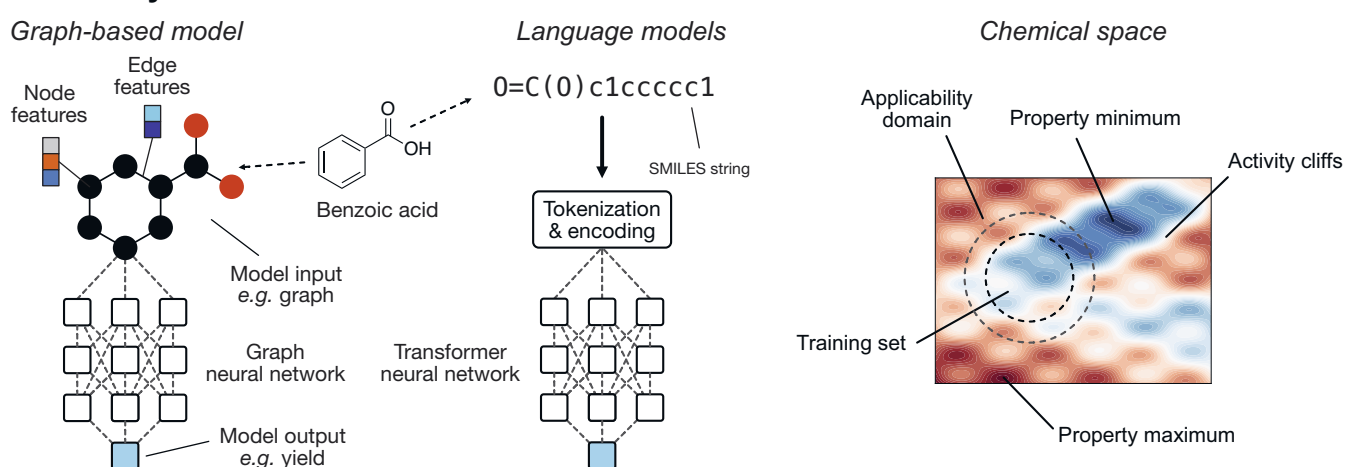 Graph-based model
Language models
Chemical space
Edge
features
Node
features
O
OH
Benzoic acid
Model input
e.g. graph
Graph
neural network
Model output
e.g. yield
O=C(O)c1ccccc1
SMILES string
Tokenization
& encoding
Transformer
neural network
Applicability
domain
Property minimum
Activity cliffs
Training set
Property maximum